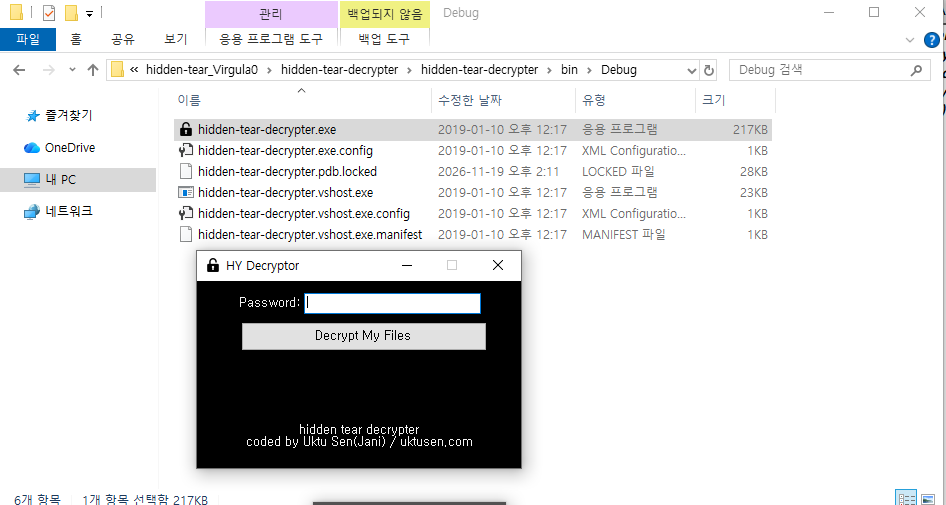 관리 백업되지 않음 Debug
파일 홈 공유 보기 응용 프로그램 도구 백업 도구
« hidden-tear_Virgula0 > hidden-tear-decrypter > hidden-tear-decrypter > bin > Debug Debug 검색
이름 수정한 날짜 유형 크기
즐겨찾기
OneDrive
내 PC
네트워크
hidden-tear-decrypter.exe 2019-01-10 오후 12:17 응용 프로그램 217KB
hidden-tear-decrypter.exe.config 2019-01-10 오후 12:17 XML Configuratio... 1KB
hidden-tear-decrypter.pdb.locked 2026-11-19 오후 2:11 LOCKED 파일 28KB
hidden-tear-decrypter.vshost.exe 2019-01-10 오후 12:17 응용 프로그램 23KB
hidden-tear-decrypter.vshost.exe.config 2019-01-10 오후 12:17 XML Configuratio... 1KB
hidden-tear-decrypter.vshost.exe.manifest 2019-01-10 오후 12:17 MANIFEST 파일 1KB
HY Decryptor
Password:
Decrypt My Files
hidden tear decrypter
coded by Uktu Sen(Jani) / uktusen.com
6개 항목 1개 항목 선택함 217KB